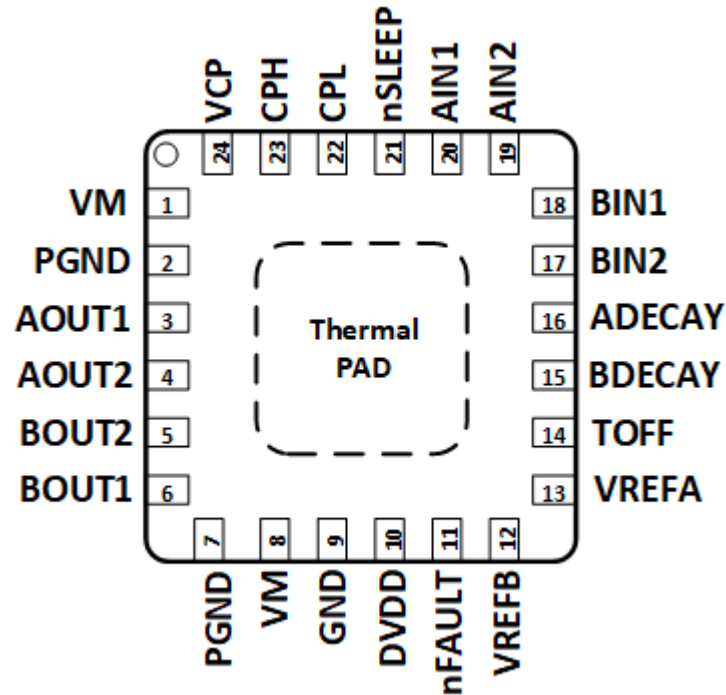 VCP
CPH
CPL
nSLEEP
AIN1
AIN2
24
23
22
21
20
19
VM 1
18 BIN1
PGND 2
17 BIN2
AOUT1 3
16 ADECAY
AOUT2 4
15 BDECAY
BOUT2 5
14 TOFF
BOUT1 6
13 VREFA
Thermal
PAD
7
8
9
10
11
12
PGND
VM
GND
DVDD
nFAULT
VREFB